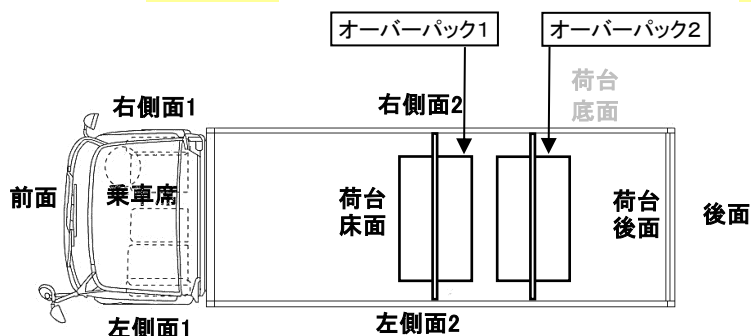 オーバーパック1
オーバーパック2
荷台
底面
右側面1
右側面2
前面
乗車席
荷台
床面
荷台
後面
後面
左側面1
左側面2